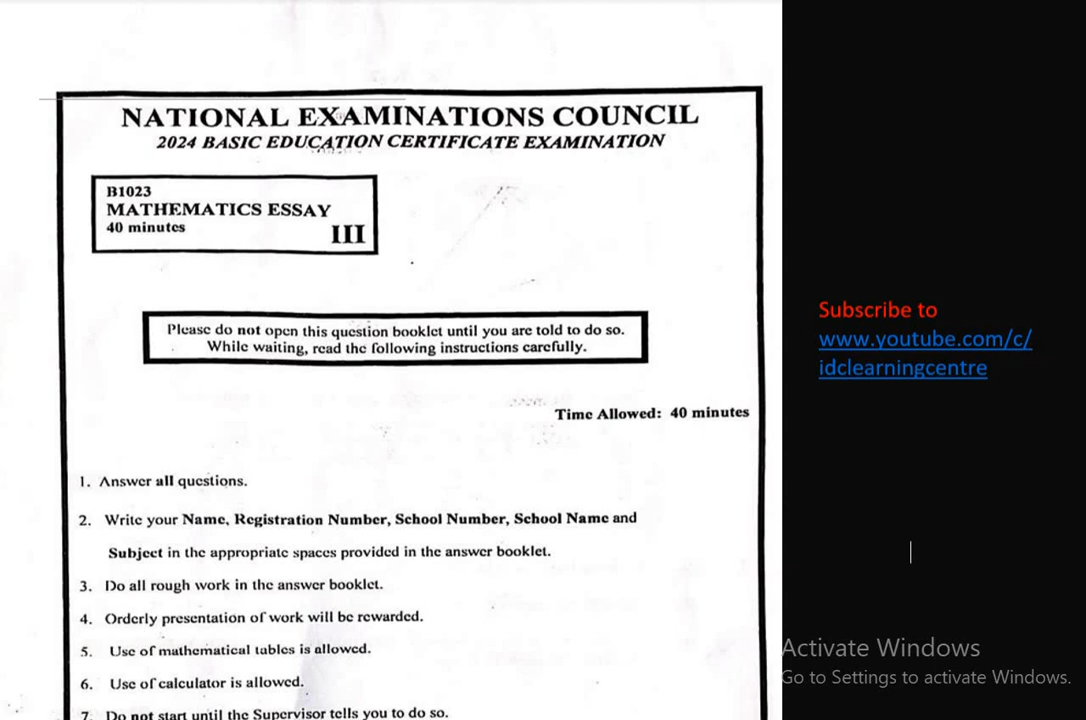 NATIONAL EXAMINATIONS COUNCIL
2024 BASIC EDUCATION CERTIFICATE EXAMINATION
B1023
MATHEMATICS ESSAY
40 minutes
III
Please do not open this question booklet until you are told to do so.
While waiting, read the following instructions carefully.
Time Allowed: 40 minutes
1. Answer all questions.
2. Write your Name, Registration Number, School Number, School Name and
Subject in the appropriate spaces provided in the answer booklet.
3. Do all rough work in the answer booklet.
4. Orderly presentation of work will be rewarded.
5. Use of mathematical tables is allowed.
6. Use of calculator is allowed.
7. Do not start until the Supervisor tells you to do so.
Subscribe to
www.youtube.com/c/
idclearningcentre
Activate Windows
Go to Settings to activate Windows.